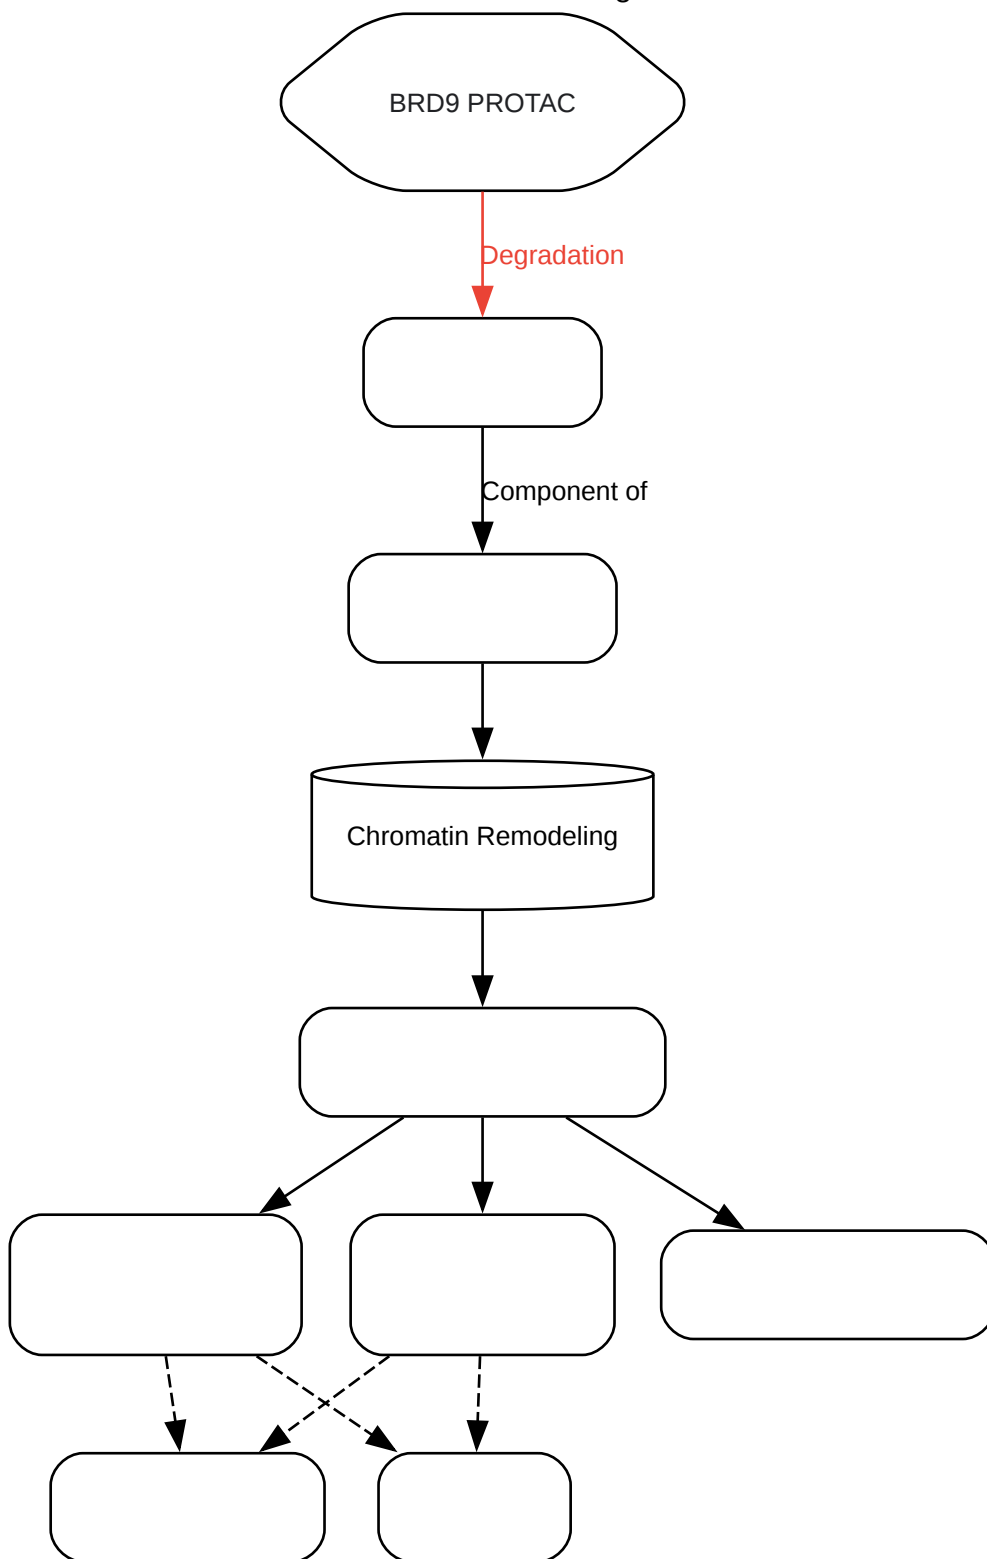 BRD9 PROTAC
Degradation
Component of
Chromatin Remodeling